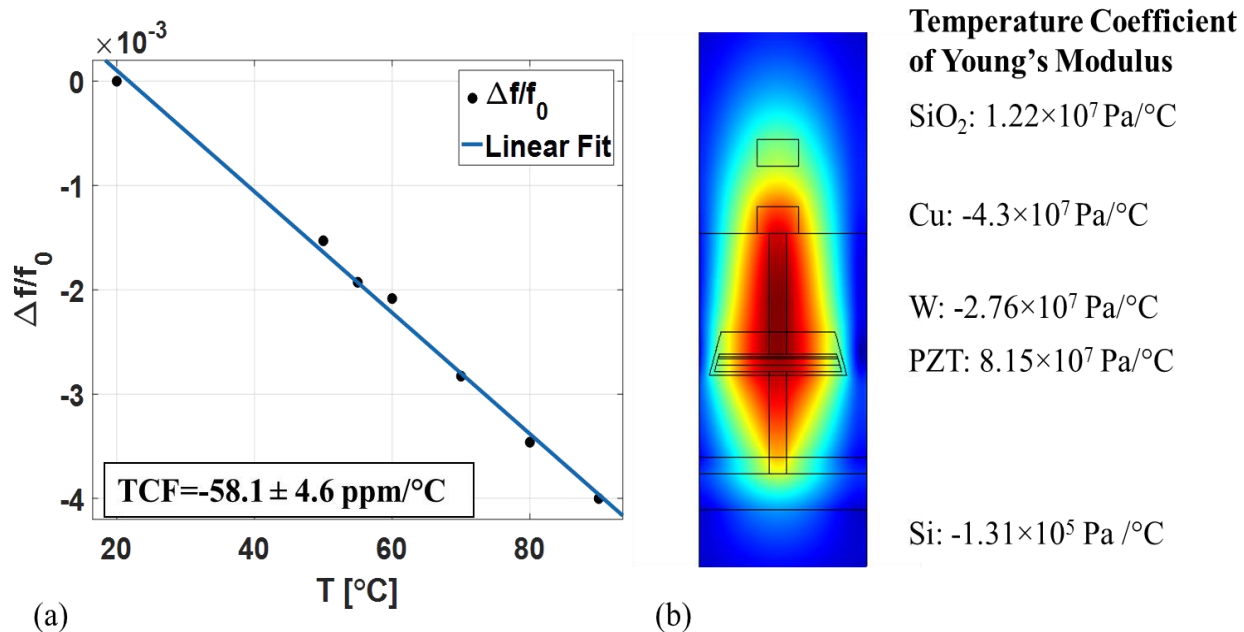 ×10⁻³
0
-1
-2
-3
-4
Δf/f₀
Δf/f₀
Linear Fit
TCF=-58.1 ± 4.6 ppm/°C
20 40 60 80
T [°C]
(a)
(b)
Temperature Coefficient
of Young's Modulus
SiO₂: 1.22×10⁷ Pa/°C
Cu: -4.3×10⁷ Pa/°C
W: -2.76×10⁷ Pa/°C
PZT: 8.15×10⁷ Pa/°C
Si: -1.31×10⁵ Pa /°C